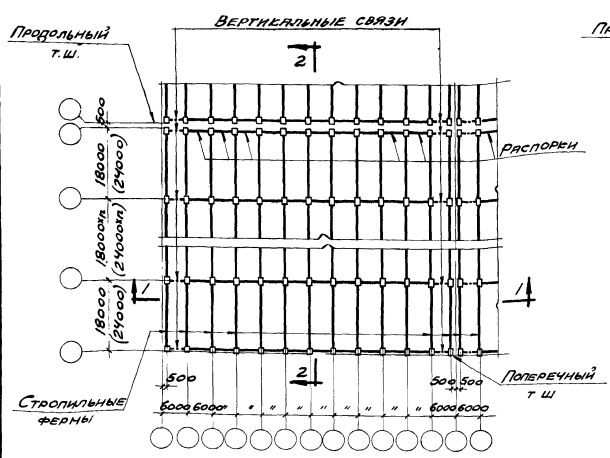 Вертикальные связи
Продольный
т.ш.
2
500
18000
(24000)
Распорки
18000хп
(24000хп)
18000
(24000)
1
1
2
500
500
500
Поперечный
т ш
Стропильные
фермы
6000 6000 " " " " " " " " 6000 6000